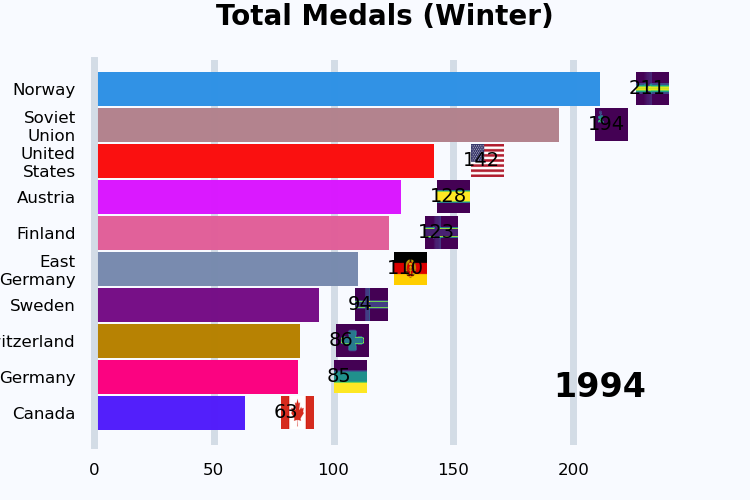 Total Medals (Winter)
Norway
211
Soviet
Union
194
United
States
142
Austria
128
Finland
123
East
Germany
110
Sweden
94
itzerland
86
Germany
85
Canada
63
1994
0 50 100 150 200